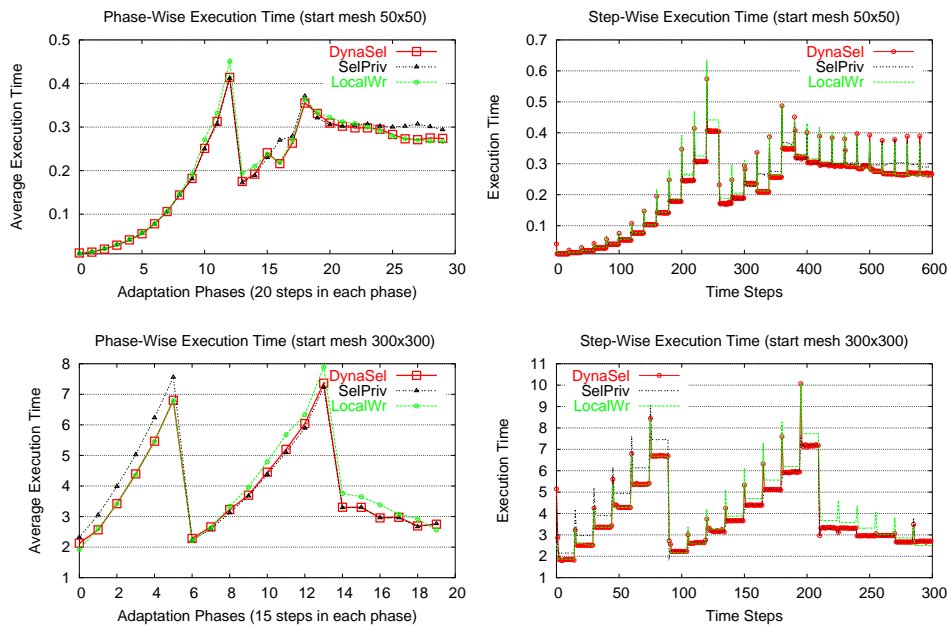 Phase-Wise Execution Time (start mesh 50x50)
0.5
0.4
0.3
0.2
0.1
Average Execution Time
DynaSel
SelPriv
LocalWr
0 5 10 15 20 25 30
Adaptation Phases (20 steps in each phase)
Step-Wise Execution Time (start mesh 50x50)
0.7
0.6
0.5
0.4
0.3
0.2
0.1
Execution Time
DynaSel
SelPriv
LocalWr
0 100 200 300 400 500 600
Time Steps
Phase-Wise Execution Time (start mesh 300x300)
8
7
6
5
4
3
2
1
Average Execution Time
DynaSel
SelPriv
LocalWr
0 2 4 6 8 10 12 14 16 18 20
Adaptation Phases (15 steps in each phase)
Step-Wise Execution Time (start mesh 300x300)
11
10
9
8
7
6
5
4
3
2
1
Execution Time
DynaSel
SelPriv
LocalWr
0 50 100 150 200 250 300
Time Steps